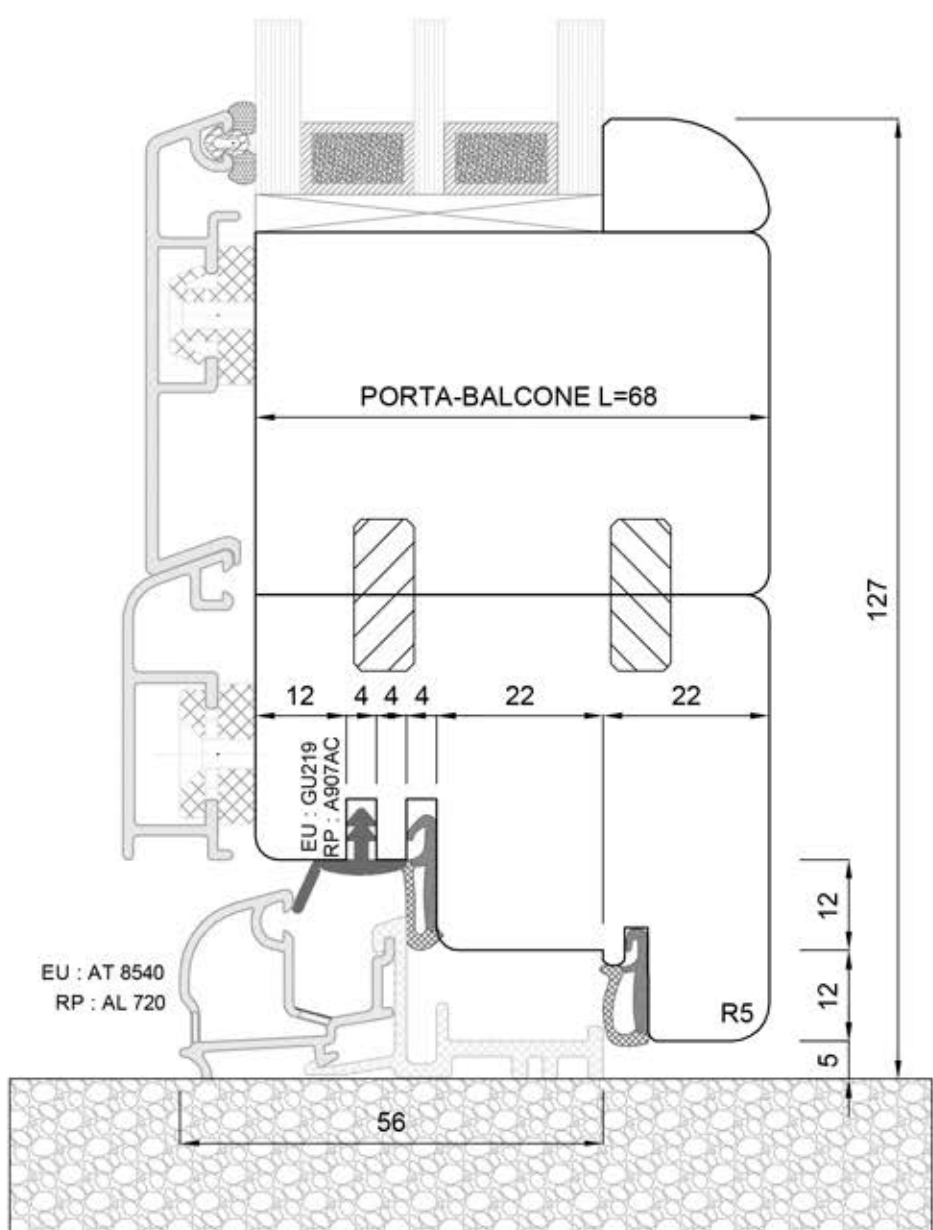 PORTA-BALCONE L=68
127
12
4
4
4
22
22
EU : GU219
RP : A907AC
12
EU : AT 8540
RP : AL 720
12
R5
5
56